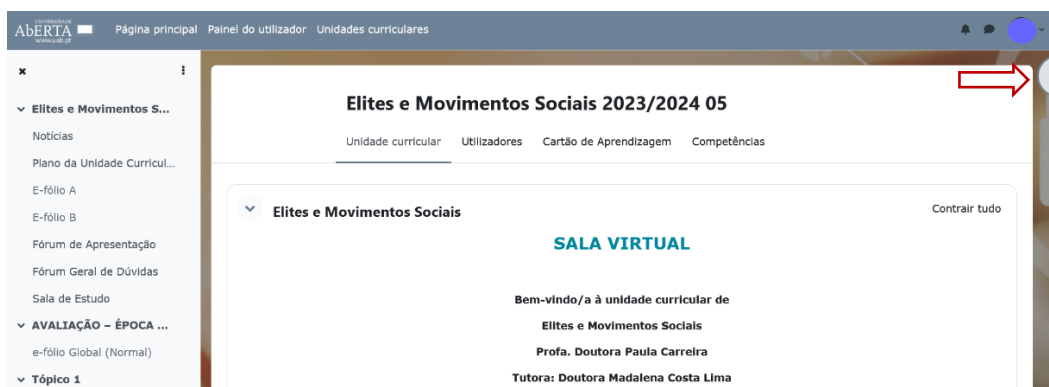 UNIVERSIDADE
AbERTA
www.uab.pt
Página principal Painel do utilizador Unidades curriculares
Elites e Movimentos S...
Notícias
Plano da Unidade Curricul...
E-fólio A
E-fólio B
Fórum de Apresentação
Fórum Geral de Dúvidas
Sala de Estudo
AVALIAÇÃO – ÉPOCA ...
e-fólio Global (Normal)
Tópico 1
Elites e Movimentos Sociais 2023/2024 05
Unidade curricular Utilizadores Cartão de Aprendizagem Competências
Elites e Movimentos Sociais
Contrair tudo
SALA VIRTUAL
Bem-vindo/a à unidade curricular de
Elites e Movimentos Sociais
Profa. Doutora Paula Carreira
Tutora: Doutora Madalena Costa Lima